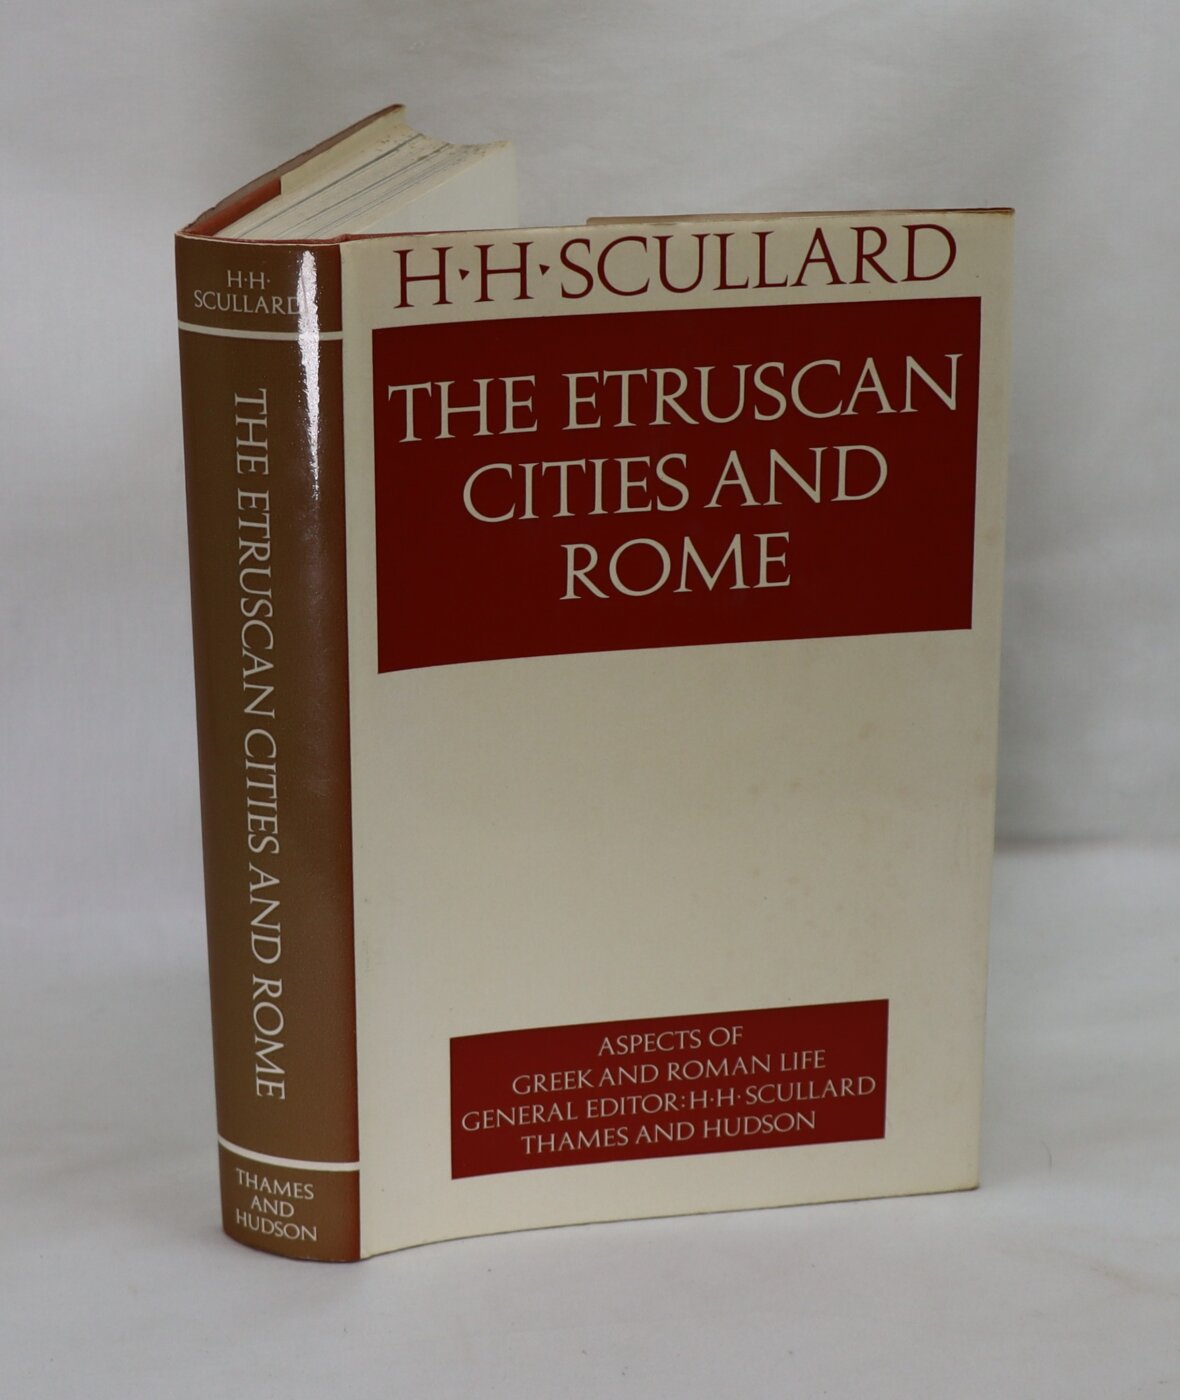 H·H·
SCULLARD
THE ETRUSCAN CITIES AND ROME
THAMES
AND
HUDSON
H·H·SCULLARD
THE ETRUSCAN
CITIES AND
ROME
ASPECTS OF
GREEK AND ROMAN LIFE
GENERAL EDITOR:H·H·SCULLARD
THAMES AND HUDSON